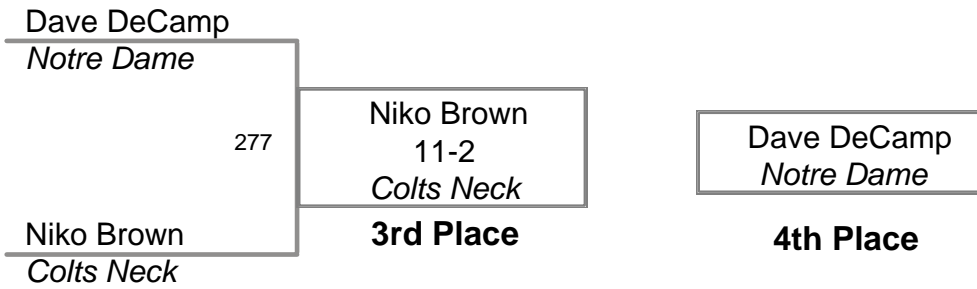 Dave DeCamp
Notre Dame
277
Niko Brown
Colts Neck
Niko Brown
11-2
Colts Neck
3rd Place
Dave DeCamp
Notre Dame
4th Place